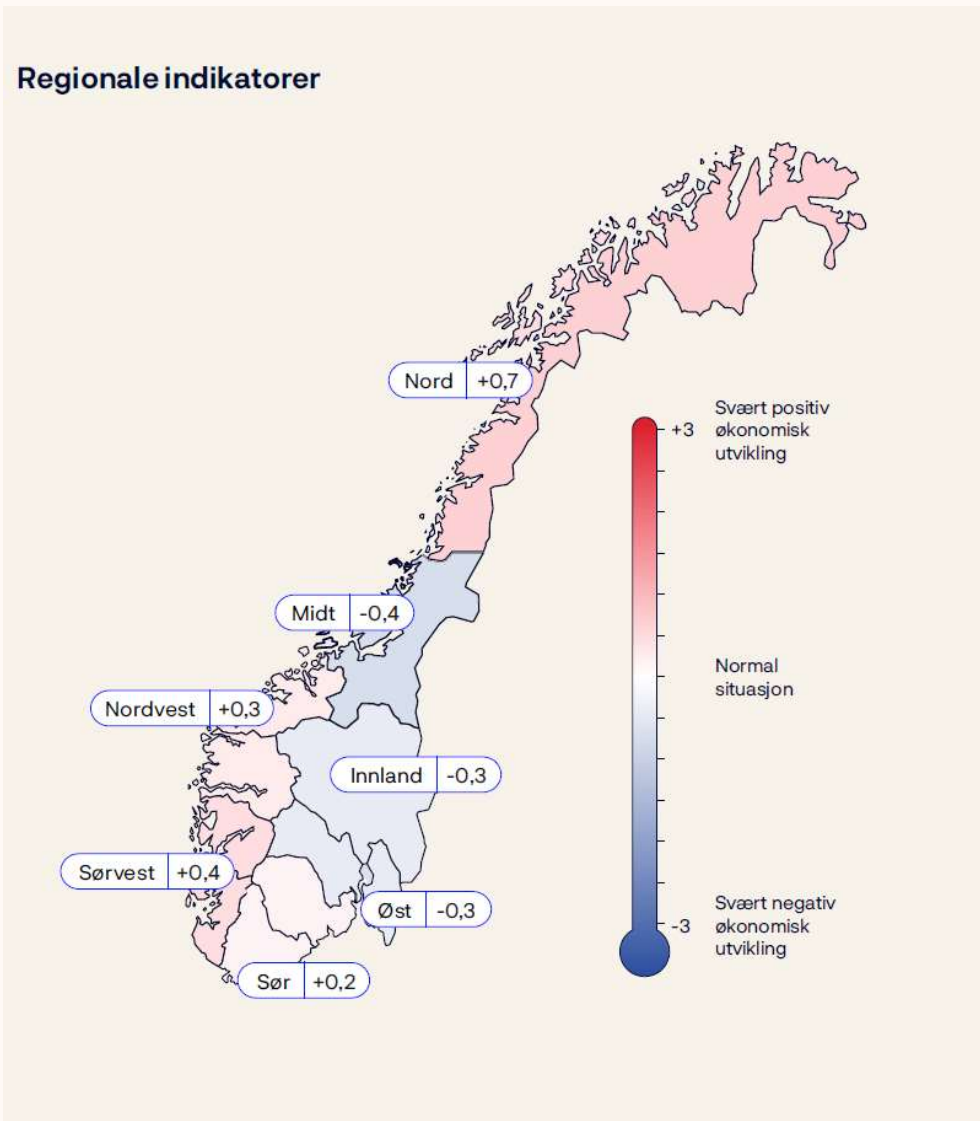 Regionale indikatorer
Nord +0,7
+3
Svært positiv
økonomisk
utvikling
Midt -0,4
Normal
situasjon
Nordvest +0,3
Innland -0,3
Sørvest +0,4
Øst -0,3
-3
Svært negativ
økonomisk
utvikling
Sør +0,2